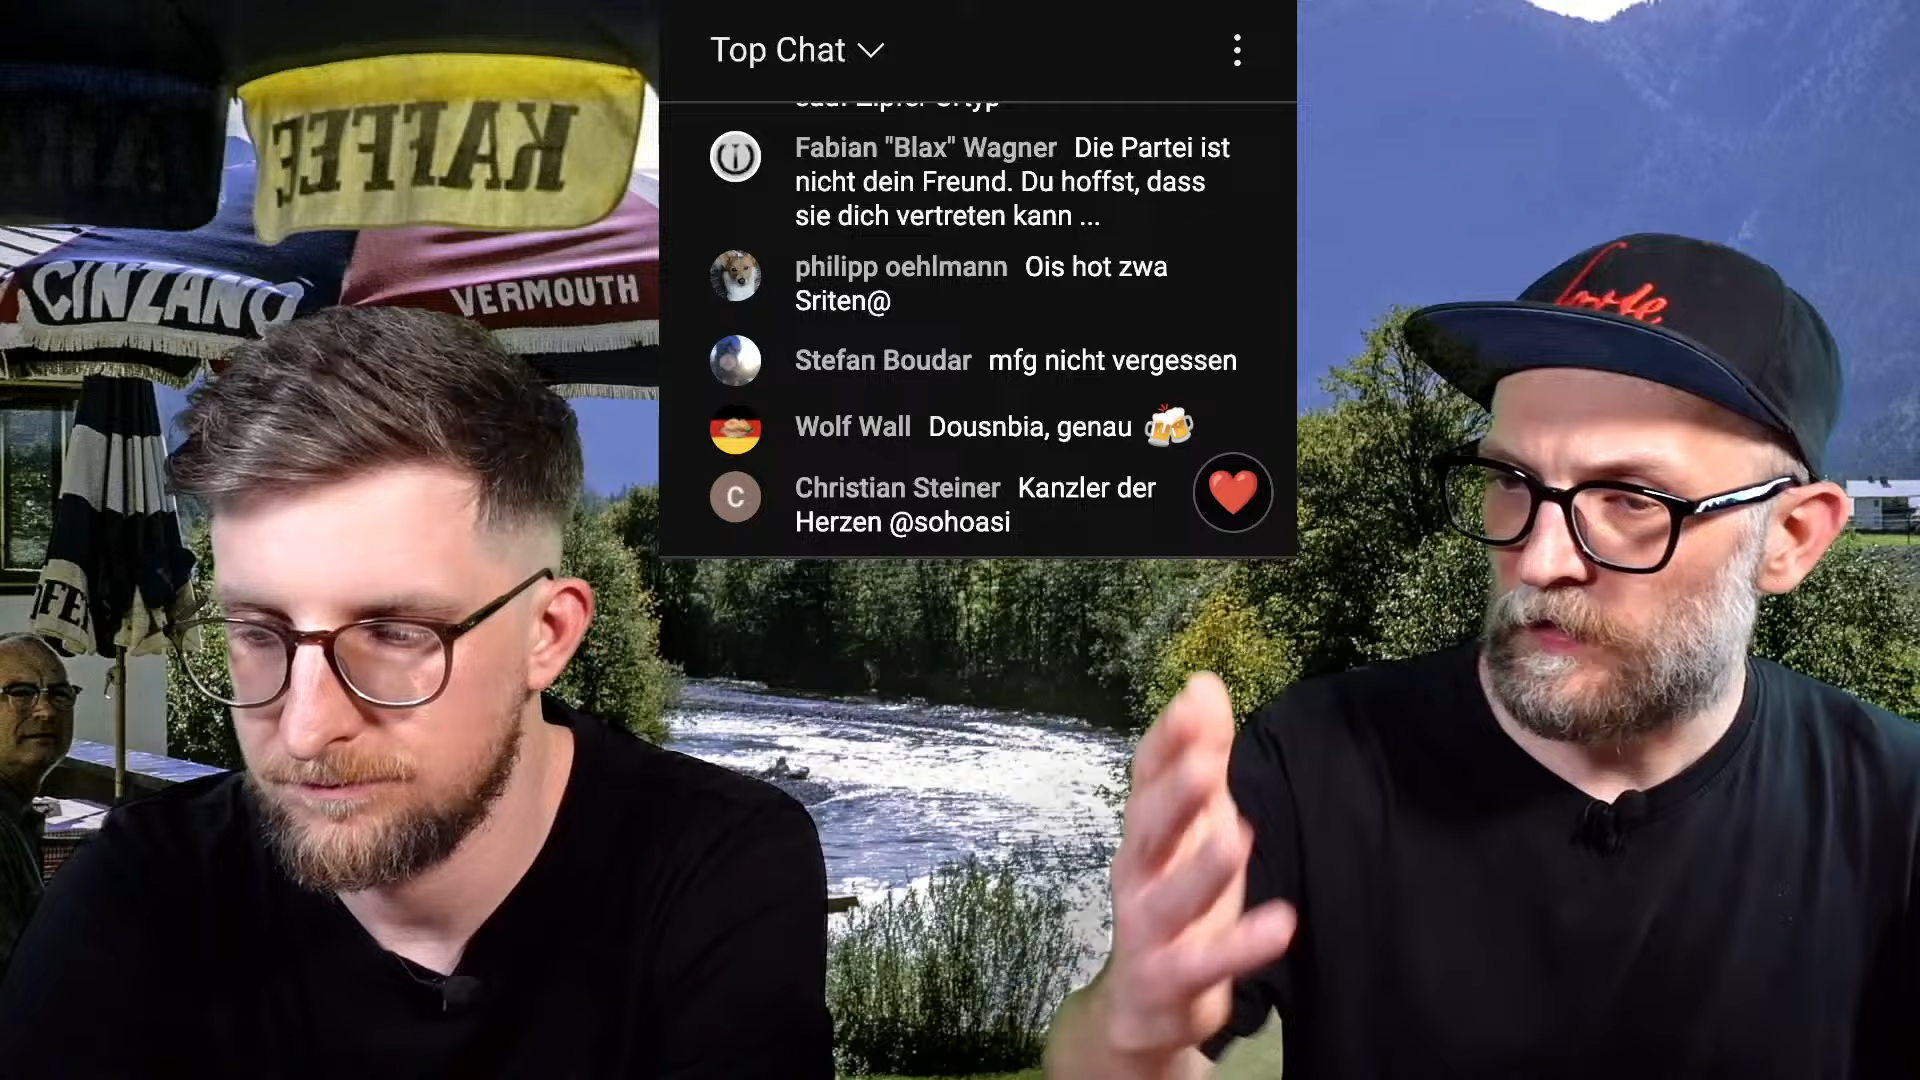 Top Chat
Fabian "Blax" Wagner Die Partei ist
nicht dein Freund. Du hoffst, dass
sie dich vertreten kann ...
philipp oehlmann Ois hot zwa
Sriten@
Stefan Boudar mfg nicht vergessen
Wolf Wall Dousnbia, genau
C
Christian Steiner Kanzler der
Herzen @sohoasi
KAFFEE
CINZANO
VERMOUTH